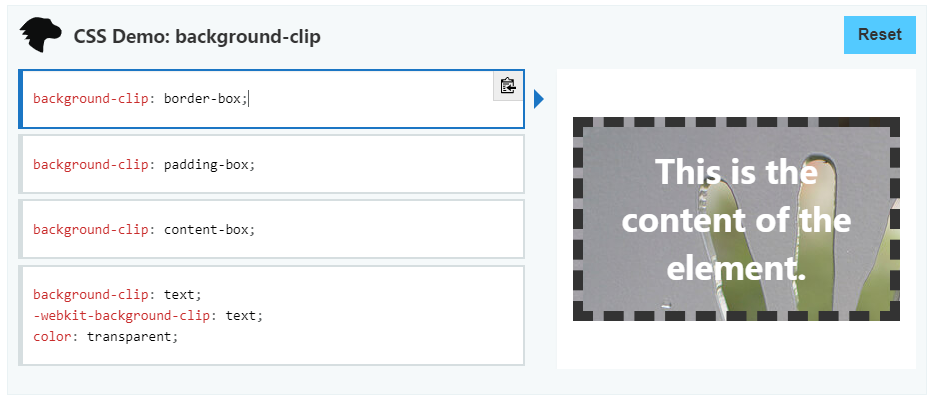 CSS Demo: background-clip
Reset
background-clip: border-box;
background-clip: padding-box;
background-clip: content-box;
background-clip: text;
-webkit-background-clip: text;
color: transparent;
This is the
content of the
element.